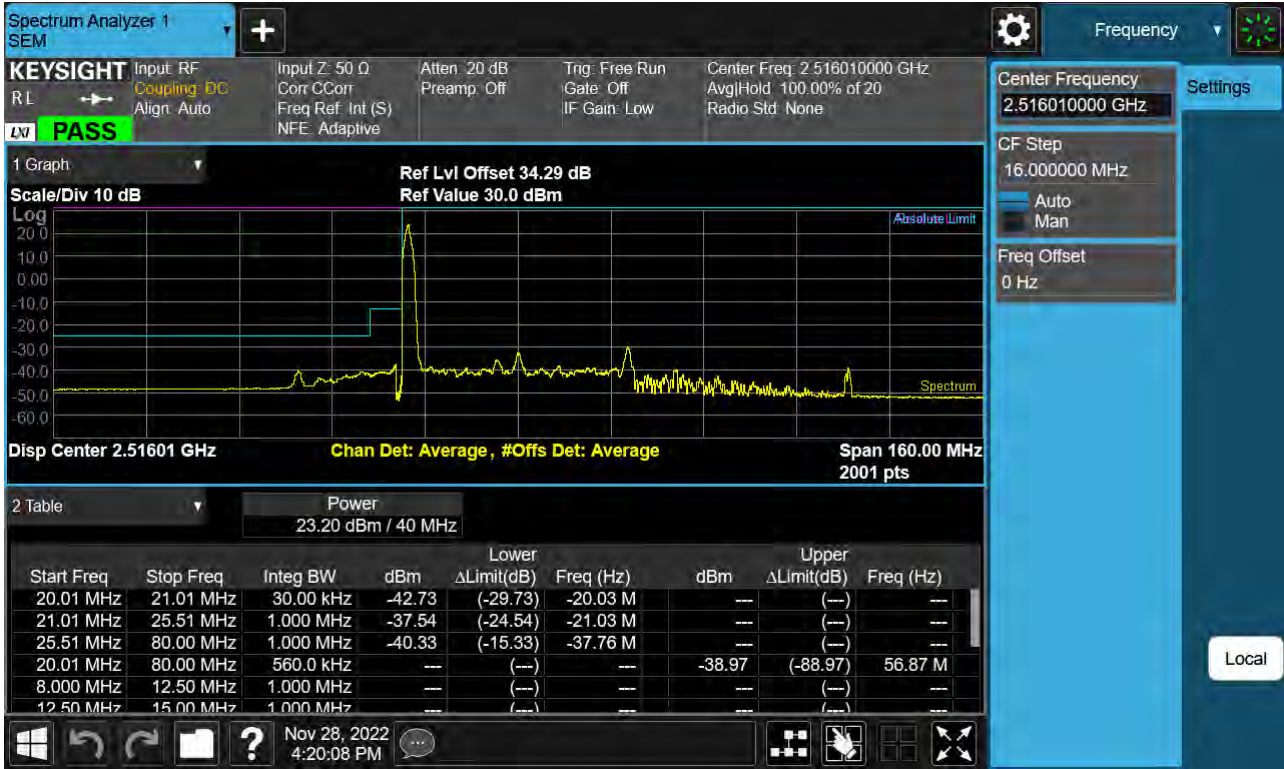 Spectrum Analyzer 1
SEM
Frequency
KEYSIGHT
R L
LXI
PASS
Input: RF
Coupling: DC
Align: Auto
Input Z: 50 Ω
Corr CCorr
Freq Ref: Int (S)
NFE: Adaptive
Atten: 20 dB
Preamp: Off
Trig: Free Run
Gate: Off
IF Gain: Low
Center Freq: 2.516010000 GHz
Avg|Hold: 100.00% of 20
Radio Std: None
Center Frequency
2.516010000 GHz
Settings
CF Step
16.000000 MHz
Auto
Man
Freq Offset
0 Hz
Local
1 Graph
Scale/Div 10 dB
Ref Lvl Offset 34.29 dB
Ref Value 30.0 dBm
Log
20.0
10.0
0.00
-10.0
-20.0
-30.0
-40.0
-50.0
-60.0
Absolute Limit
Spectrum
Disp Center 2.51601 GHz
Chan Det: Average, #Offs Det: Average
Span 160.00 MHz
2001 pts
2 Table
Power
23.20 dBm / 40 MHz
Lower Upper
Start Freq Stop Freq Integ BW dBm ΔLimit(dB) Freq (Hz) dBm ΔLimit(dB) Freq (Hz)
20.01 MHz 21.01 MHz 30.00 kHz -42.73 (-29.73) -20.03 M --- (---) ---
21.01 MHz 25.51 MHz 1.000 MHz -37.54 (-24.54) -21.03 M --- (---) ---
25.51 MHz 80.00 MHz 1.000 MHz -40.33 (-15.33) -37.76 M --- (---) ---
20.01 MHz 80.00 MHz 560.0 kHz --- (---) --- -38.97 (-88.97) 56.87 M
8.000 MHz 12.50 MHz 1.000 MHz --- (---) --- --- (---) ---
12.50 MHz 15.00 MHz 1.000 MHz --- (---) --- --- (---) ---
?
Nov 28, 2022
4:20:08 PM